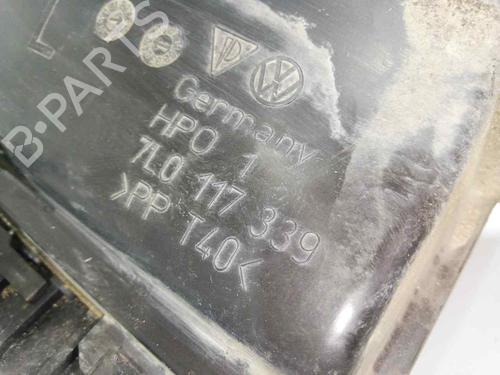 B-PARTS
Germany
HPO 1
7L0 117 339
>PP T40<